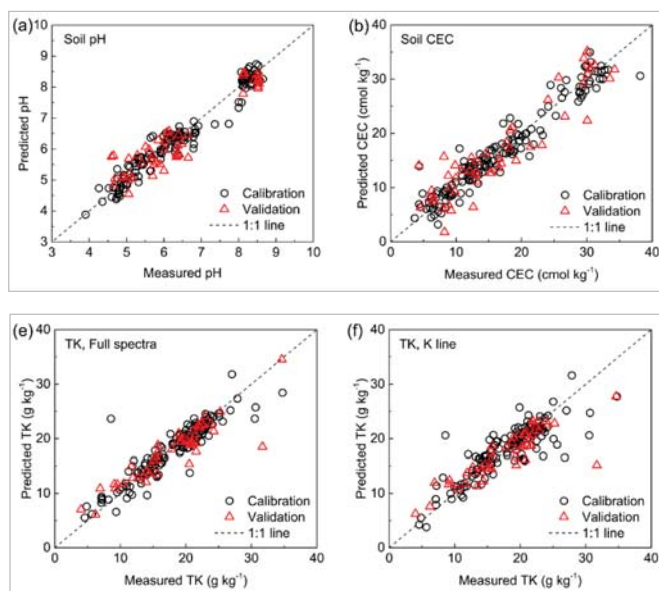 (a)
Soil pH
10
9
8
7
6
5
4
3
Predicted pH
Calibration
Validation
1:1 line
3 4 5 6 7 8 9 10
Measured pH
(b)
Soil CEC
40
30
20
10
0
Predicted CEC (cmol kg⁻¹)
Calibration
Validation
1:1 line
0 10 20 30 40
Measured CEC (cmol kg⁻¹)
(e)
TK, Full spectra
40
30
20
10
0
Predicted TK (g kg⁻¹)
Calibration
Validation
1:1 line
0 10 20 30 40
Measured TK (g kg⁻¹)
(f)
TK, K line
40
30
20
10
0
Predicted TK (g kg⁻¹)
Calibration
Validation
1:1 line
0 10 20 30 40
Measured TK (g kg⁻¹)